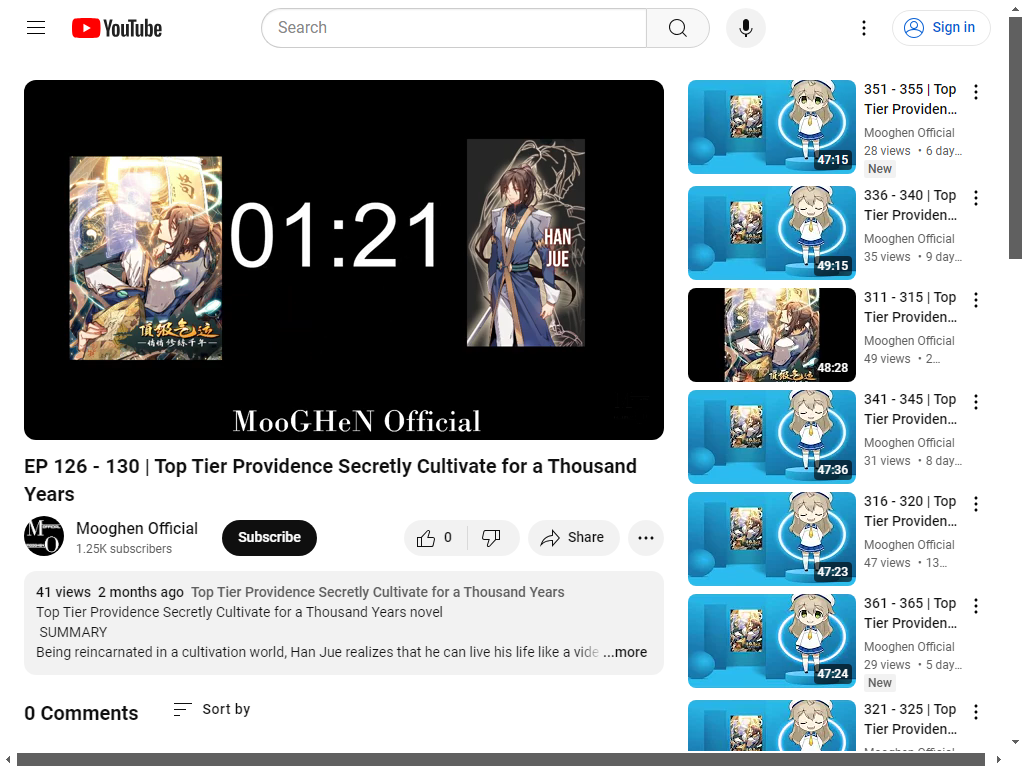 YouTube
Search
Sign in
頂級氣运
悄悄修練千年
01:21
HAN
JUE
MooGHeN Official
EP 126 - 130 | Top Tier Providence Secretly Cultivate for a Thousand
Years
Mooghen Official
1.25K subscribers
Subscribe
0
Share
41 views 2 months ago Top Tier Providence Secretly Cultivate for a Thousand Years
Top Tier Providence Secretly Cultivate for a Thousand Years novel
SUMMARY
Being reincarnated in a cultivation world, Han Jue realizes that he can live his life like a vide ...more
0 Comments
Sort by
47:15
351 - 355 | Top
Tier Providen...
Mooghen Official
28 views • 6 day...
New
49:15
336 - 340 | Top
Tier Providen...
Mooghen Official
35 views • 9 day...
48:28
311 - 315 | Top
Tier Providen...
Mooghen Official
49 views • 2...
47:36
341 - 345 | Top
Tier Providen...
Mooghen Official
31 views • 8 day...
47:23
316 - 320 | Top
Tier Providen...
Mooghen Official
47 views • 13...
47:24
361 - 365 | Top
Tier Providen...
Mooghen Official
29 views • 5 day...
New
321 - 325 | Top
Tier Providen...
Mooghen Official